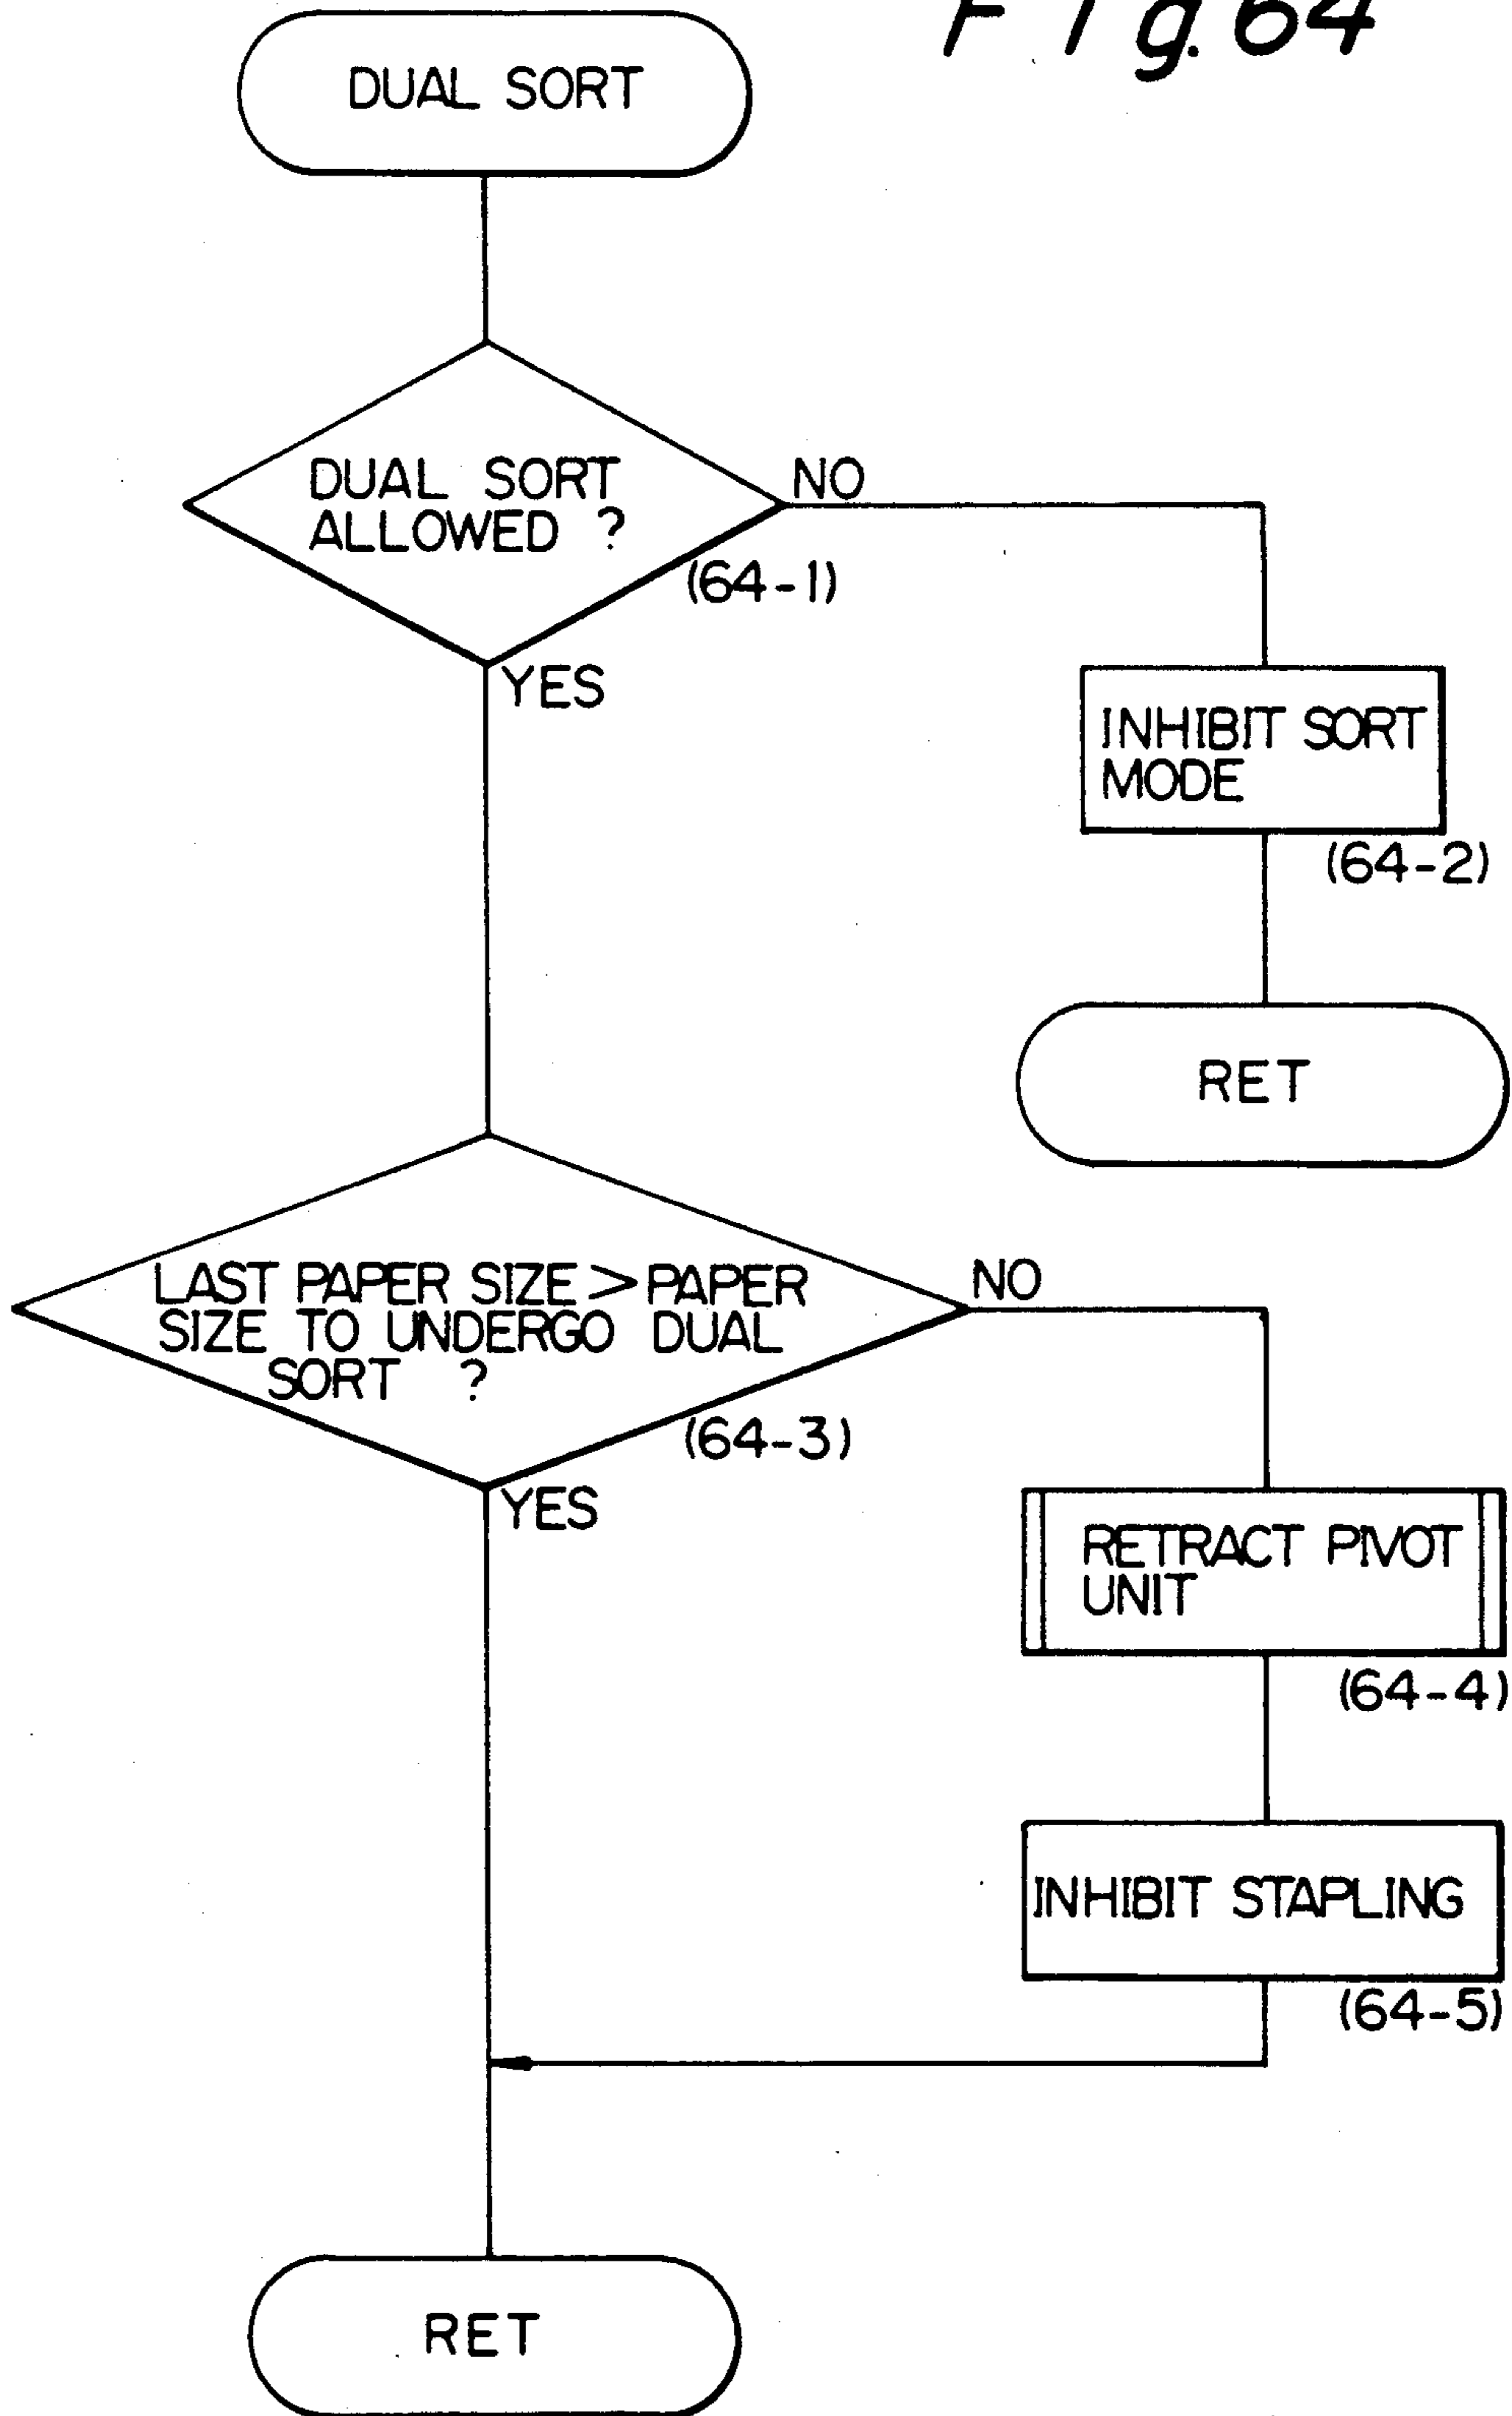 Fig. 64
DUAL SORT
DUAL SORT
ALLOWED ?
NO
(64-1)
YES
INHIBIT SORT
MODE
(64-2)
RET
LAST PAPER SIZE > PAPER
SIZE TO UNDERGO DUAL
SORT ?
NO
(64-3)
YES
RETRACT PIVOT
UNIT
(64-4)
INHIBIT STAPLING
(64-5)
RET